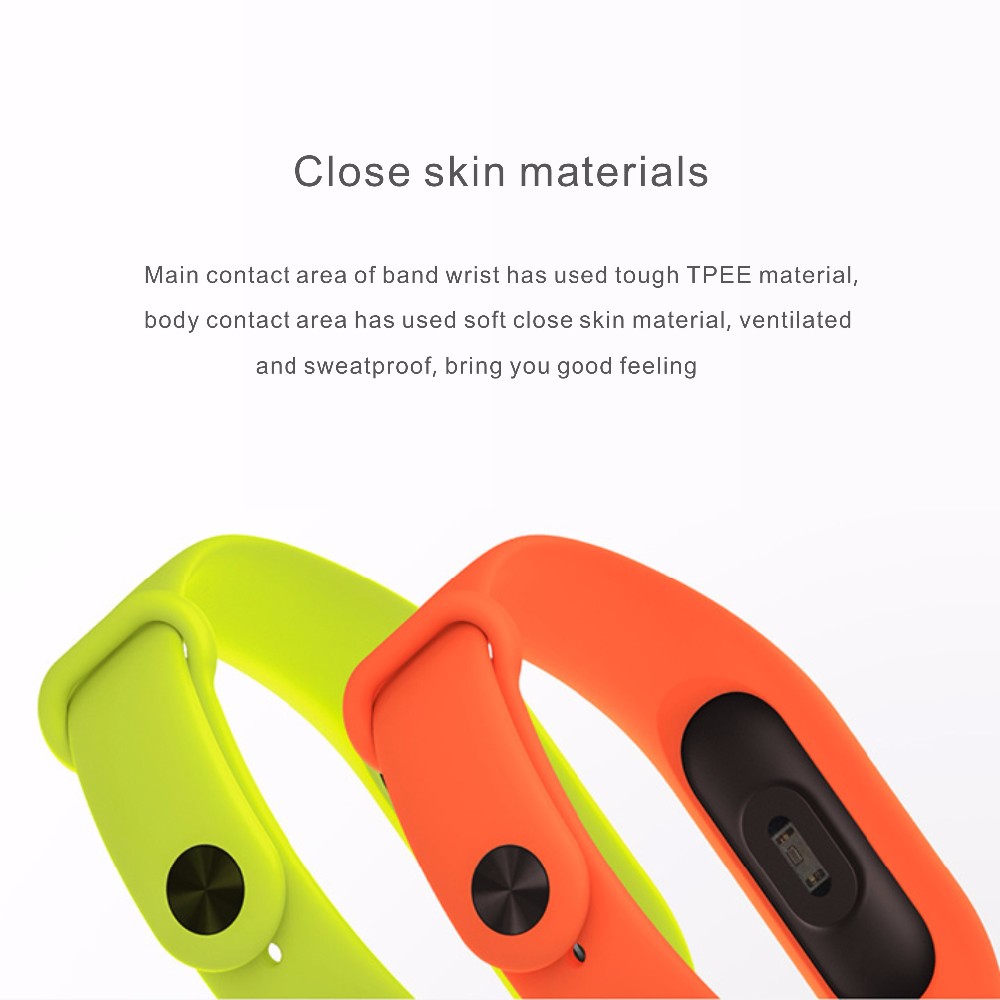 Close skin materials
Main contact area of band wrist has used tough TPEE material,
body contact area has used soft close skin material, ventilated
and sweatproof, bring you good feeling